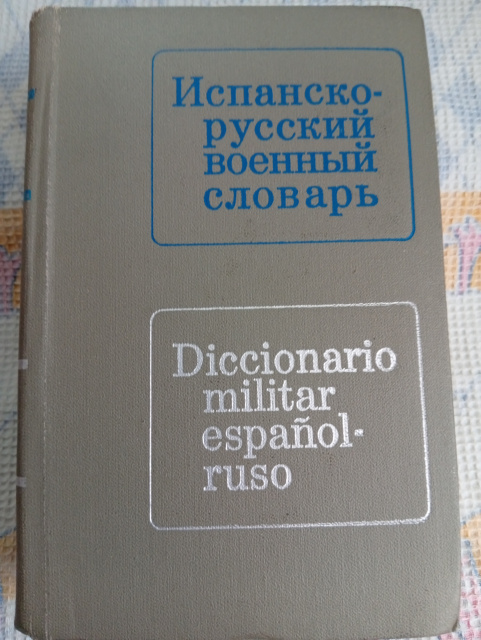 Испанско-
русский
военный
словарь
Diccionario
militar
español-
ruso